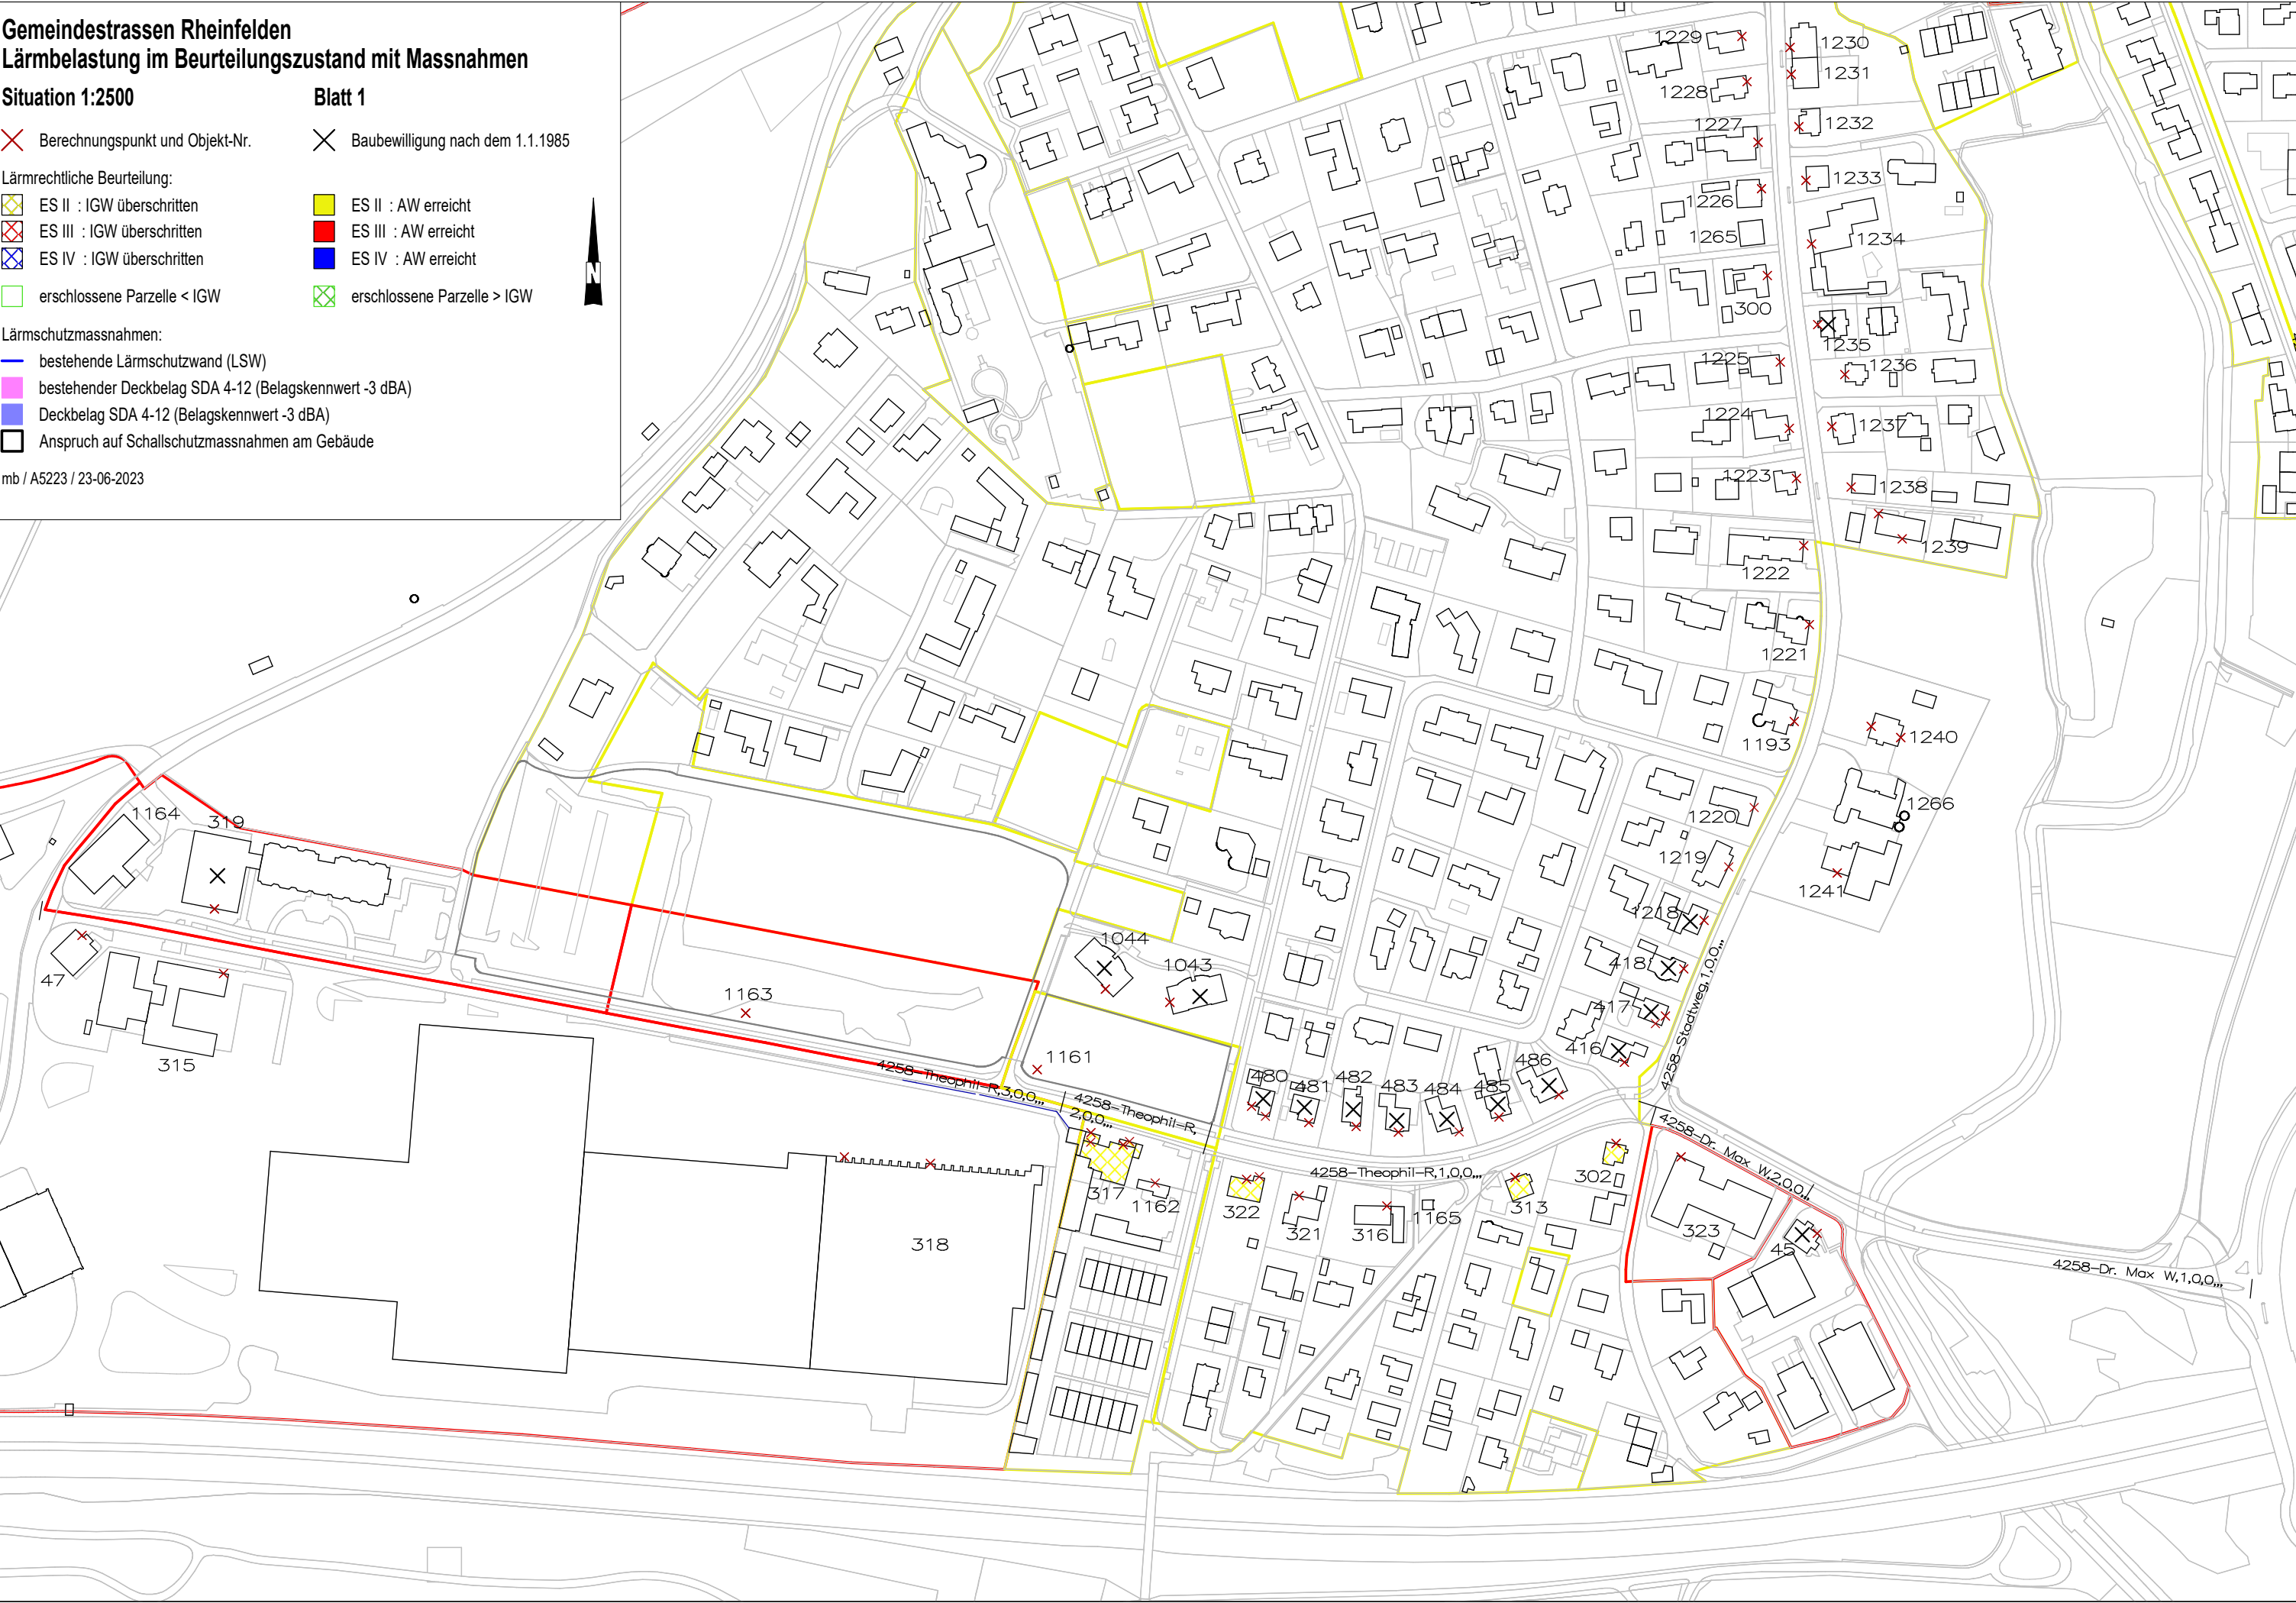 Gemeindestrassen Rheinfelden
Lärmbelastung im Beurteilungszustand mit Massnahmen
Situation 1:2500 Blatt 1
Berechnungspunkt und Objekt-Nr. Baubewilligung nach dem 1.1.1985
Lärmrechtliche Beurteilung:
ES II : IGW überschritten ES II : AW erreicht
ES III : IGW überschritten ES III : AW erreicht
ES IV : IGW überschritten ES IV : AW erreicht
erschlossene Parzelle < IGW erschlossene Parzelle > IGW
N
Lärmschutzmassnahmen:
bestehende Lärmschutzwand (LSW)
bestehender Deckbelag SDA 4-12 (Belagskennwert -3 dBA)
Deckbelag SDA 4-12 (Belagskennwert -3 dBA)
Anspruch auf Schallschutzmassnahmen am Gebäude
mb / A5223 / 23-06-2023
1229
1230
1231
1228
1232
1227
1233
1226
1265
1234
300
1235
1225
1236
1224
1237
1223
1238
1239
1222
1221
1193
1240
1266
1220
1219
1241
1218
418
417
416
4258-Stadtweg,1,0,0,,,
1164
319
47
315
1163
1044
1043
1161
4258-Theophil-R,3,0,0,,,
4258-Theophil-R,
2,0,0,,,
480
481
482
483
484
485
486
4258-Theophil-R,1,0,0,,,
4258-Dr. Max W,2,0,0,,
4258-Dr. Max W,1,0,0,,,
317
1162
322
321
316
1165
313
302
323
45
318